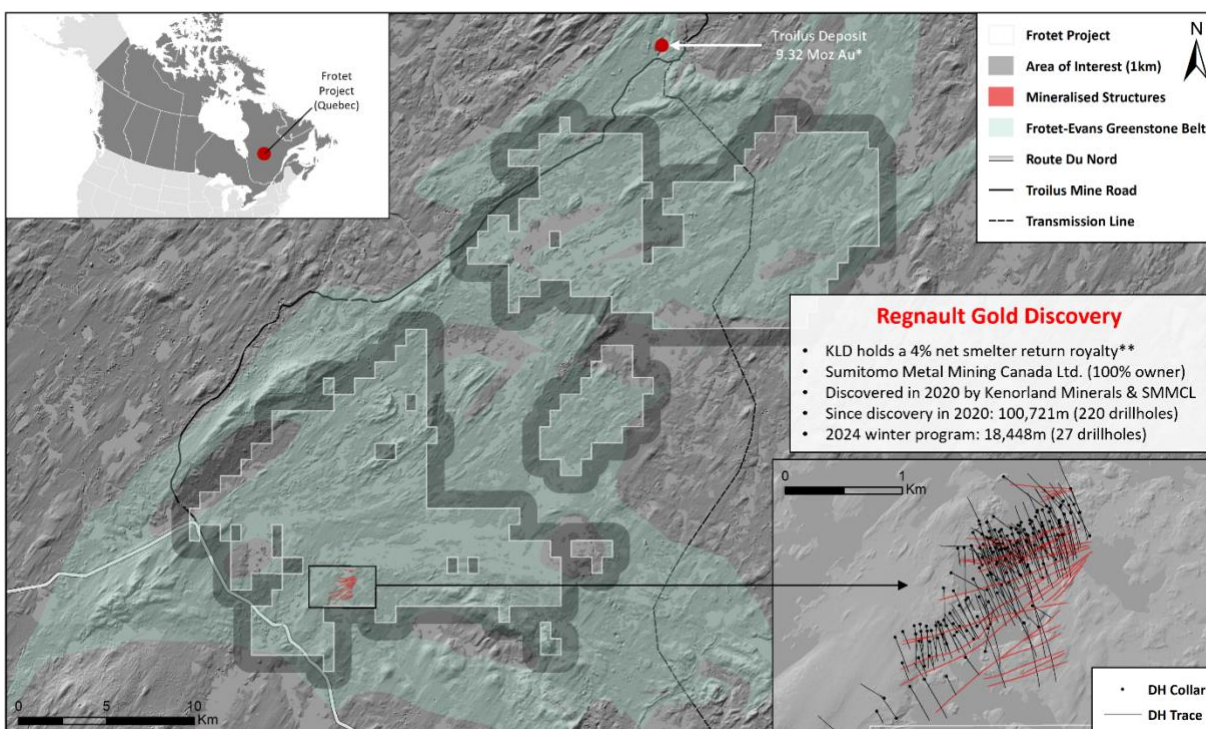 Frotet
Project
(Quebec)
Troilus Deposit
9.32 Moz Au*
N
Frotet Project
Area of Interest (1km)
Mineralised Structures
Frotet-Evans Greenstone Belt
Route Du Nord
Troilus Mine Road
Transmission Line
Regnault Gold Discovery
• KLD holds a 4% net smelter return royalty**
• Sumitomo Metal Mining Canada Ltd. (100% owner)
• Discovered in 2020 by Kenorland Minerals & SMMCL
• Since discovery in 2020: 100,721m (220 drillholes)
• 2024 winter program: 18,448m (27 drillholes)
0 1
Km
DH Collar
DH Trace
0 5 10
Km